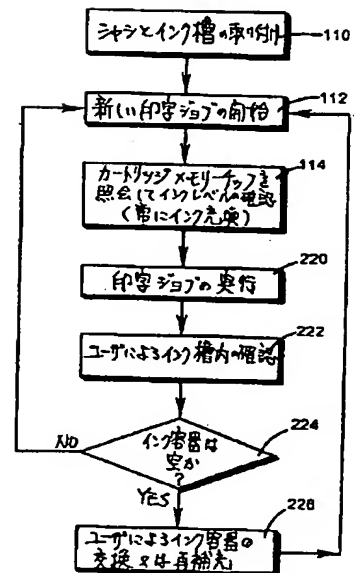 シャシとインク槽の取り付け
110
新しい印字ジョブの開始
112
カートリッジメモリーチップを
照会してインクレベルの確認
(常にインク充填)
114
印字ジョブの実行
220
ユーザによるインク槽内の確認
222
インク容器は
空か
?
224
NO
YES
ユーザによるインク容器の
交換又は再補充
226